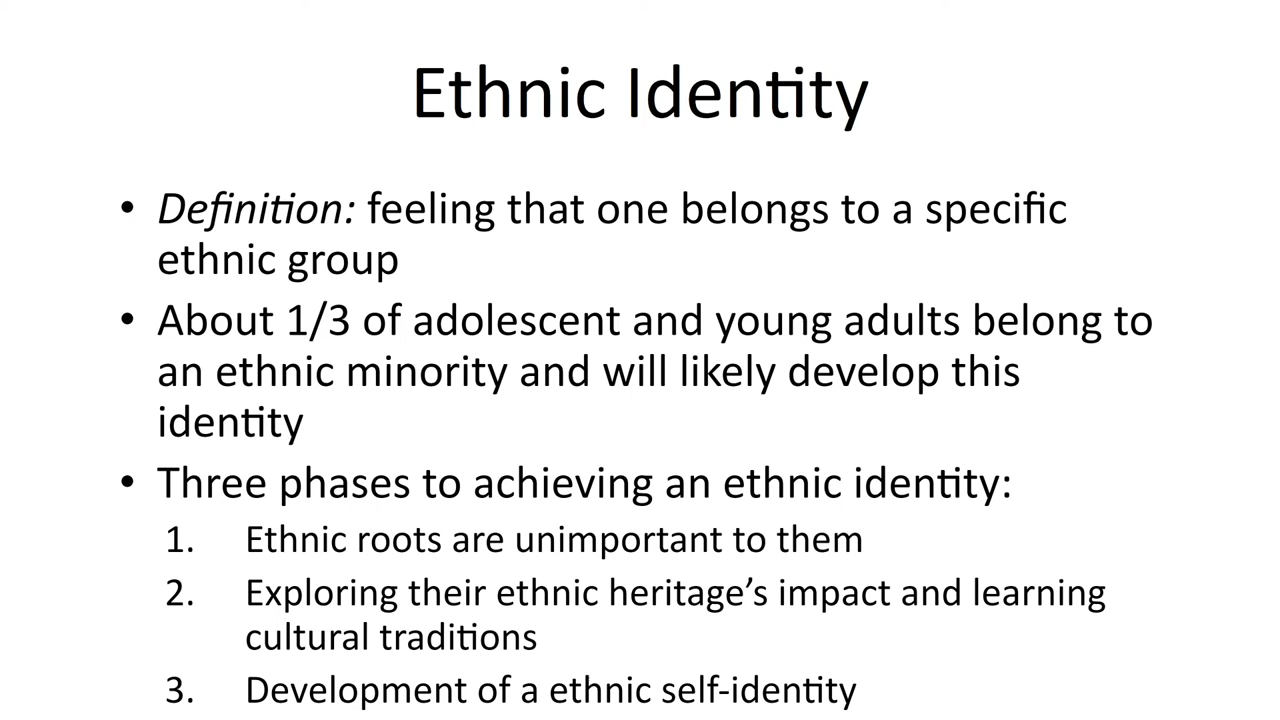 Ethnic Identity
• Definition: feeling that one belongs to a specific
ethnic group
• About 1/3 of adolescent and young adults belong to
an ethnic minority and will likely develop this
identity
• Three phases to achieving an ethnic identity:
1. Ethnic roots are unimportant to them
2. Exploring their ethnic heritage’s impact and learning
cultural traditions
3. Development of a ethnic self-identity